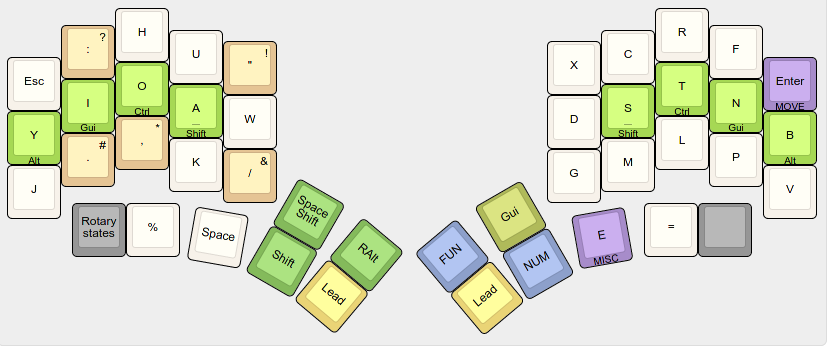 Esc
Y
Alt
J
?
:
I
Gui
#
.
H
O
Ctrl
*
,
U
A
—
Shift
K
!
"
W
&
/
X
D
G
C
S
—
Shift
M
R
T
Ctrl
L
F
N
Gui
P
Enter
MOVE
B
Alt
V
Rotary
states
%
Space
Space
Shift
Shift
RAlt
Lead
FUN
Gui
NUM
Lead
E
MISC
=